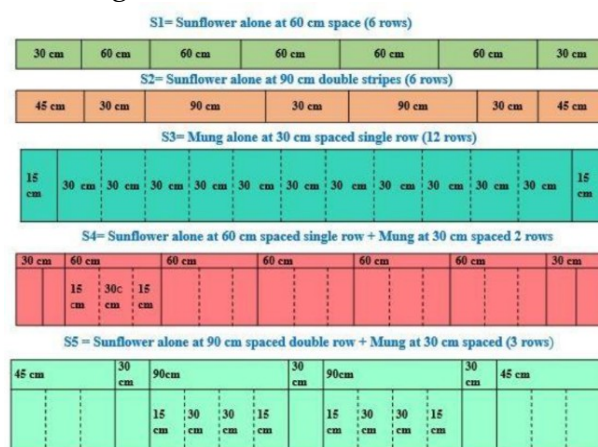 S1= Sunflower alone at 60 cm space (6 rows)
30 cm 60 cm 60 cm 60 cm 60 cm 60 cm 30 cm
S2= Sunflower alone at 90 cm double stripes (6 rows)
45 cm 30 cm 90 cm 30 cm 90 cm 30 cm 45 cm
S3= Mung alone at 30 cm spaced single row (12 rows)
15 cm 30 cm 30 cm 30 cm 30 cm 30 cm 30 cm 30 cm 30 cm 30 cm 30 cm 30 cm 15 cm
S4= Sunflower alone at 60 cm spaced single row + Mung at 30 cm spaced 2 rows
30 cm 60 cm 60 cm 60 cm 60 cm 60 cm 30 cm
15 30c 15
cm cm cm
S5 = Sunflower alone at 90 cm spaced double row + Mung at 30 cm spaced (3 rows)
45 cm 30 cm 90cm 30 cm 90cm 30 cm 45 cm
15 30 30 15 15 30 30 15
cm cm cm cm cm cm cm cm